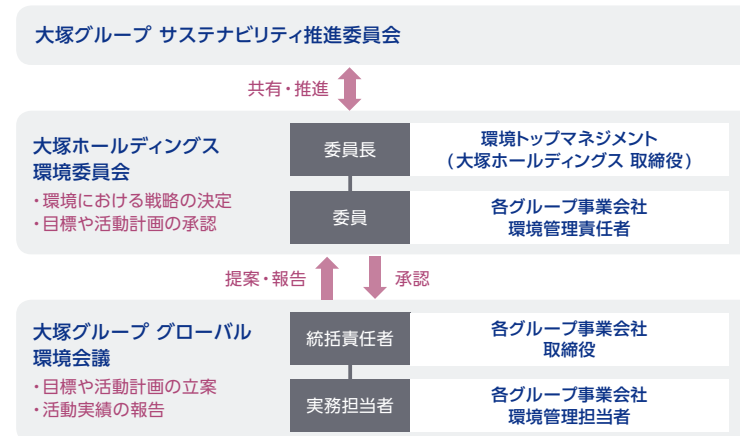 大塚グループ サステナビリティ推進委員会
共有・推進
大塚ホールディングス
環境委員会
・環境における戦略の決定
・目標や活動計画の承認
委員長
環境トップマネジメント
(大塚ホールディングス 取締役)
委員
各グループ事業会社
環境管理責任者
提案・報告
承認
大塚グループ グローバル
環境会議
・目標や活動計画の立案
・活動実績の報告
統括責任者
各グループ事業会社
取締役
実務担当者
各グループ事業会社
環境管理担当者